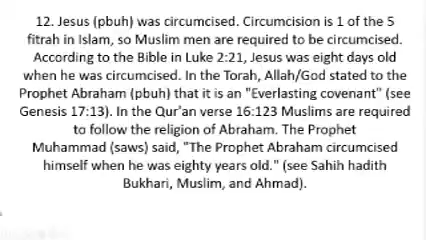 12. Jesus (pbuh) was circumcised. Circumcision is 1 of the 5
fitrah in Islam, so Muslim men are required to be circumcised.
According to the Bible in Luke 2:21, Jesus was eight days old
when he was circumcised. In the Torah, Allah/God stated to the
Prophet Abraham (pbuh) that it is an "Everlasting covenant" (see
Genesis 17:13). In the Qur'an verse 16:123 Muslims are required
to follow the religion of Abraham. The Prophet
Muhammad (saws) said, "The Prophet Abraham circumcised
himself when he was eighty years old." (see Sahih hadith
Bukhari, Muslim, and Ahmad).